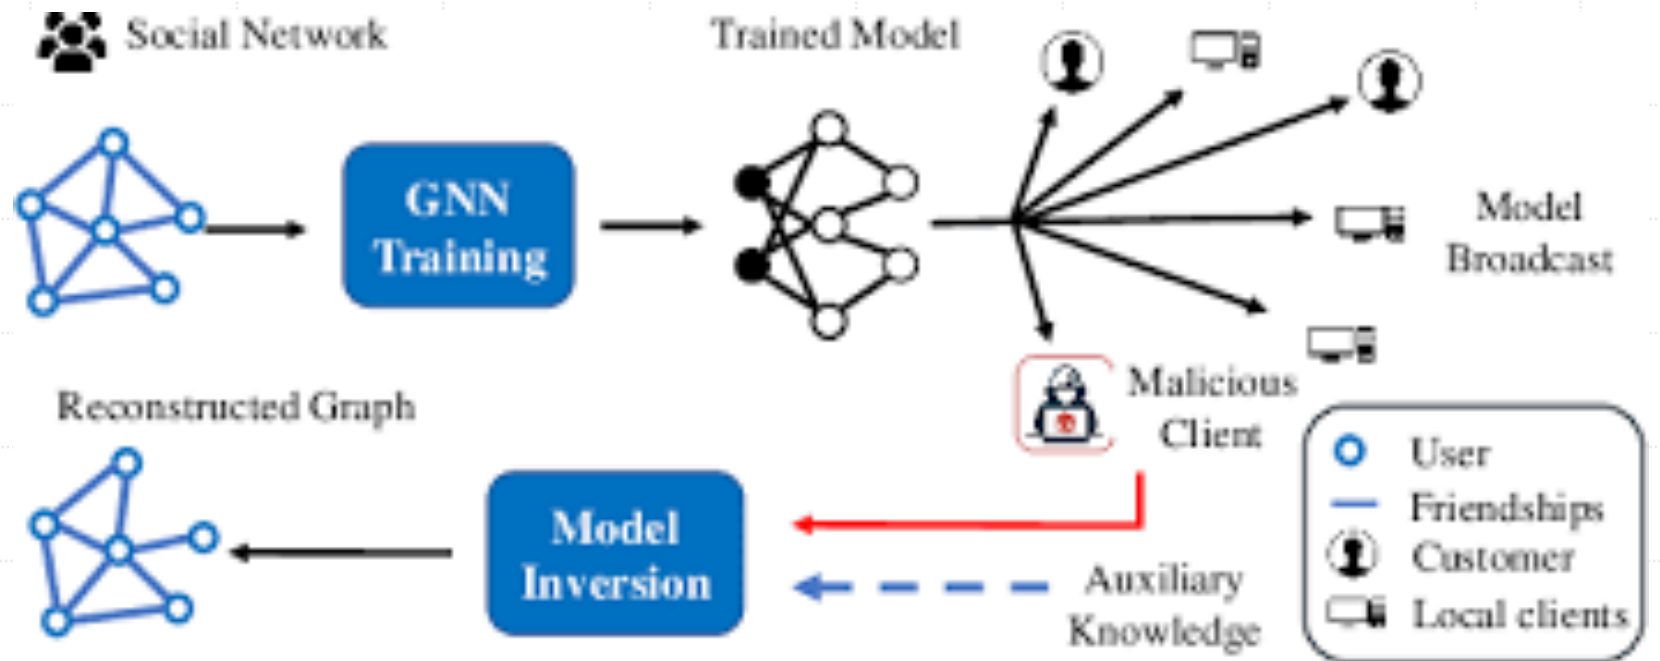 Social Network
Trained Model
GNN
Training
Model
Broadcast
Malicious
Client
Reconstructed Graph
Model
Inversion
Auxiliary
Knowledge
User
Friendships
Customer
Local clients